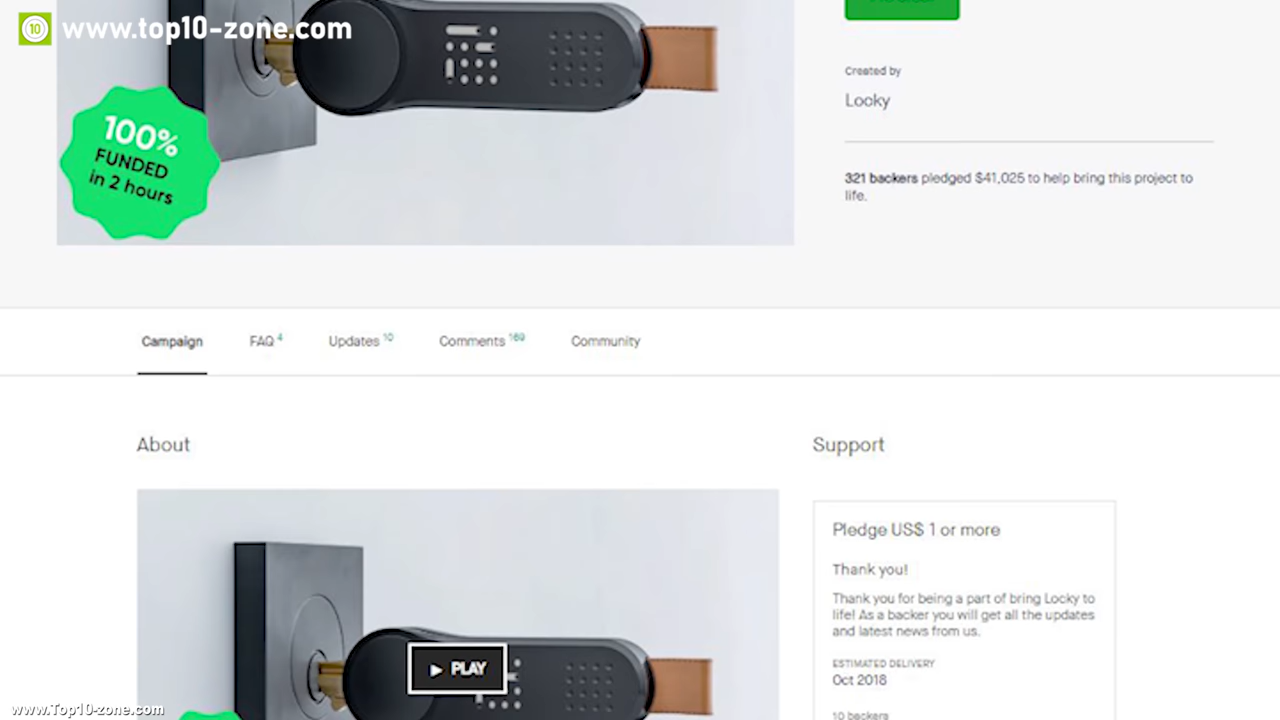 10
www.top10-zone.com
100%
FUNDED
in 2 hours
Created by
Locky
321 backers pledged $41,025 to help bring this project to
life.
Campaign
FAQ 4
Updates 10
Comments 169
Community
About
Support
Pledge US$ 1 or more
Thank you!
Thank you for being a part of bring Locky to
life! As a backer you will get all the updates
and latest news from us.
ESTIMATED DELIVERY
Oct 2018
10 backers
PLAY
www.Top10-zone.com